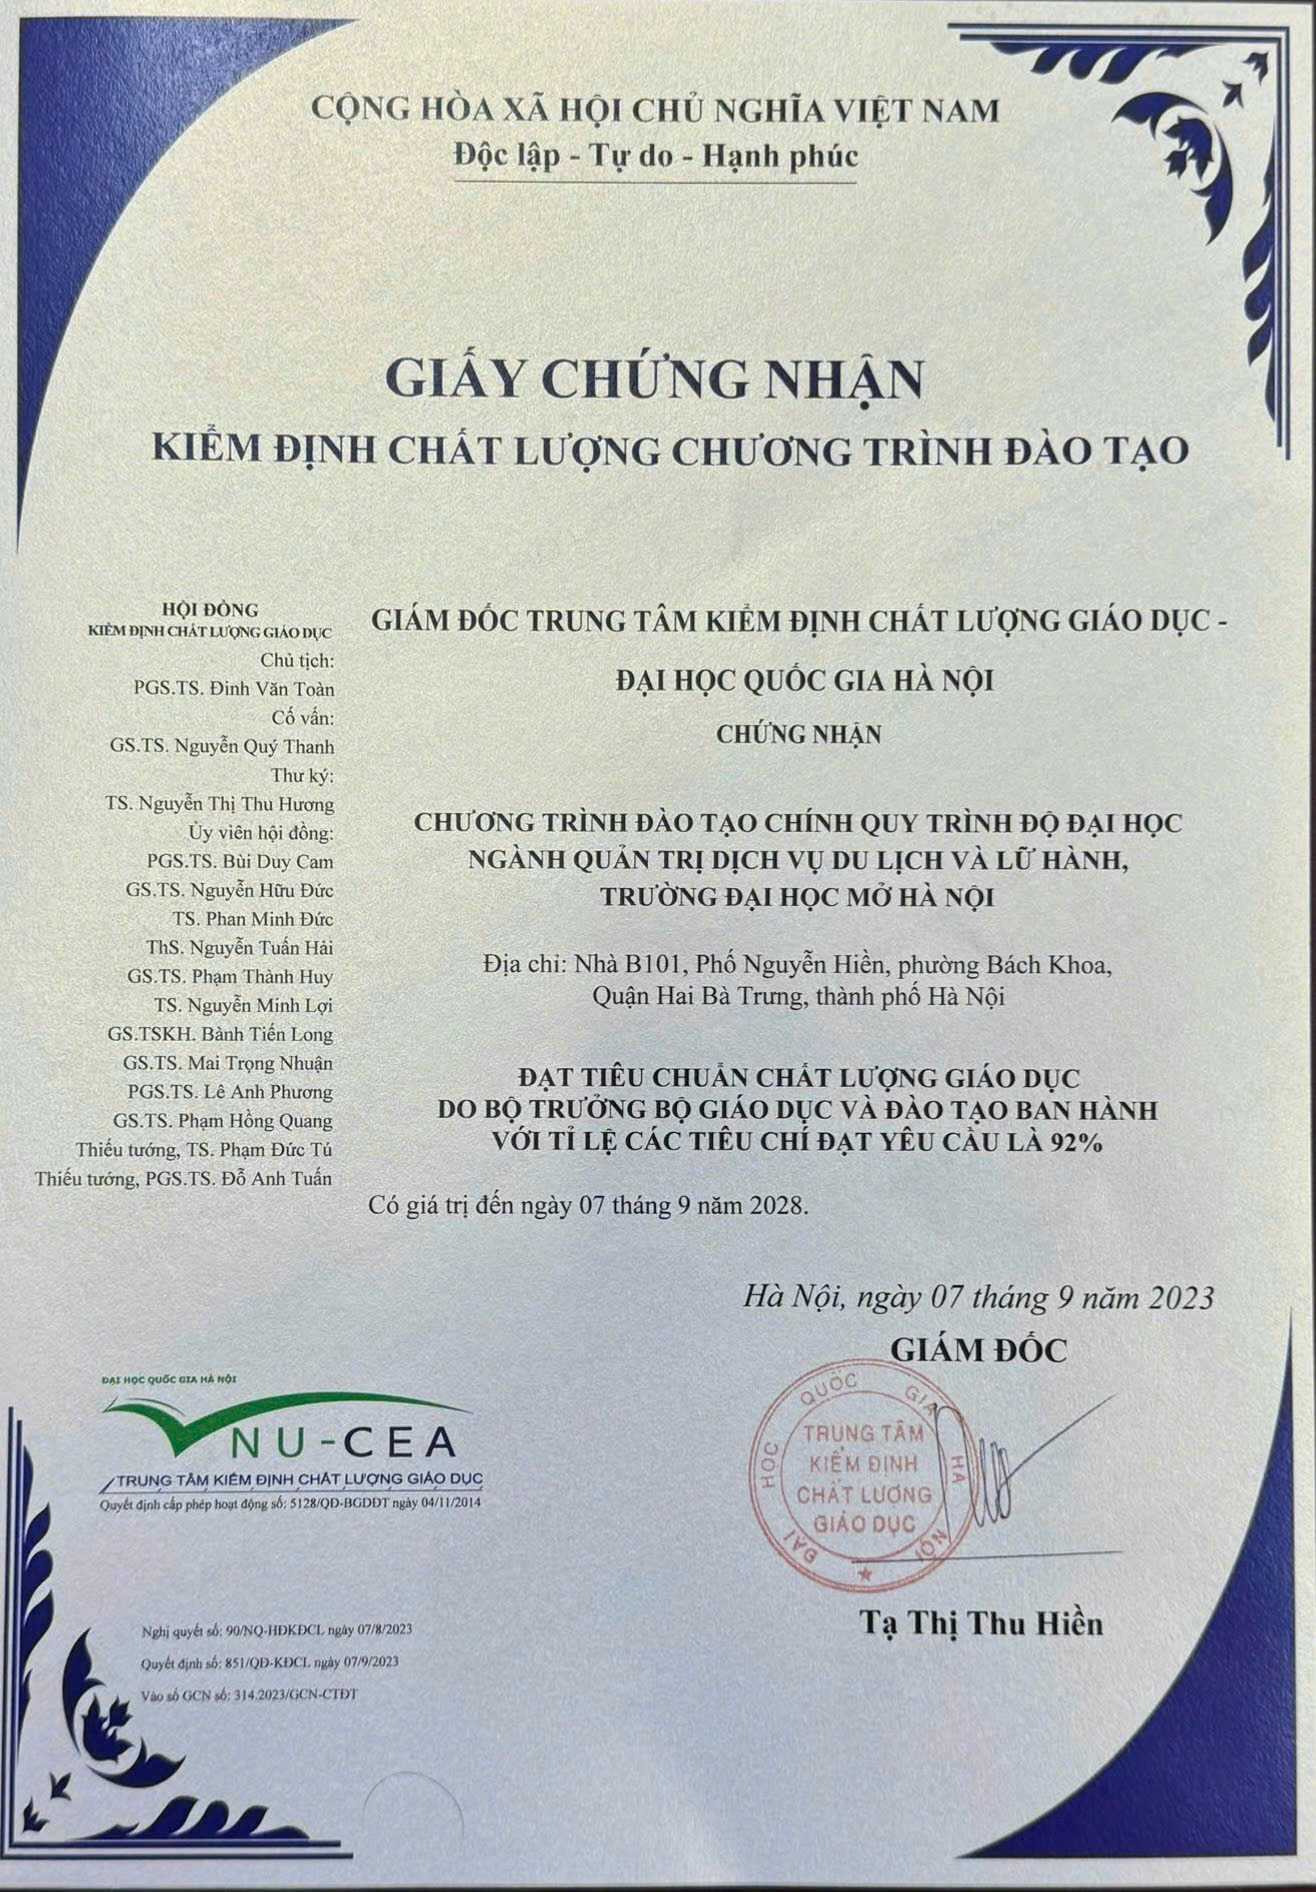 CỘNG HÒA XÃ HỘI CHỦ NGHĨA VIỆT NAM
Độc lập - Tự do - Hạnh phúc
GIẤY CHỨNG NHẬN
KIỂM ĐỊNH CHẤT LƯỢNG CHƯƠNG TRÌNH ĐÀO TẠO
HỘI ĐỒNG
KIỂM ĐỊNH CHẤT LƯỢNG GIÁO DỤC
Chủ tịch:
PGS.TS. Đinh Văn Toàn
Cố vấn:
GS.TS. Nguyễn Quý Thanh
Thư ký:
TS. Nguyễn Thị Thu Hương
Ủy viên hội đồng:
PGS.TS. Bùi Duy Cam
GS.TS. Nguyễn Hữu Đức
TS. Phan Minh Đức
ThS. Nguyễn Tuấn Hải
GS.TS. Phạm Thành Huy
TS. Nguyễn Minh Lợi
GS.TSKH. Bành Tiến Long
GS.TS. Mai Trọng Nhuận
PGS.TS. Lê Anh Phương
GS.TS. Phạm Hồng Quang
Thiếu tướng, TS. Phạm Đức Tú
Thiếu tướng, PGS.TS. Đỗ Anh Tuấn
GIÁM ĐỐC TRUNG TÂM KIỂM ĐỊNH CHẤT LƯỢNG GIÁO DỤC -
ĐẠI HỌC QUỐC GIA HÀ NỘI
CHỨNG NHẬN
CHƯƠNG TRÌNH ĐÀO TẠO CHÍNH QUY TRÌNH ĐỘ ĐẠI HỌC
NGÀNH QUẢN TRỊ DỊCH VỤ DU LỊCH VÀ LỮ HÀNH,
TRƯỜNG ĐẠI HỌC MỞ HÀ NỘI
Địa chỉ: Nhà B101, Phố Nguyễn Hiền, phường Bách Khoa,
Quận Hai Bà Trưng, thành phố Hà Nội
ĐẠT TIÊU CHUẨN CHẤT LƯỢNG GIÁO DỤC
DO BỘ TRƯỞNG BỘ GIÁO DỤC VÀ ĐÀO TẠO BAN HÀNH
VỚI TỈ LỆ CÁC TIÊU CHÍ ĐẠT YÊU CẦU LÀ 92%
Có giá trị đến ngày 07 tháng 9 năm 2028.
Hà Nội, ngày 07 tháng 9 năm 2023
GIÁM ĐỐC
ĐẠI HỌC QUỐC GIA HÀ NỘI
TRUNG TÂM
KIỂM ĐỊNH
CHẤT LƯỢNG
GIÁO DỤC
Tạ Thị Thu Hiền
ĐẠI HỌC QUỐC GIA HÀ NỘI
VNU-CEA
TRUNG TÂM KIỂM ĐỊNH CHẤT LƯỢNG GIÁO DỤC
Quyết định cấp phép hoạt động số: 5128/QĐ-BGDĐT ngày 04/11/2014
Nghị quyết số: 90/NQ-HĐKĐCL ngày 07/8/2023
Quyết định số: 851/QĐ-KĐCL ngày 07/9/2023
Vào sổ GCN số: 314.2023/GCN-CTĐT